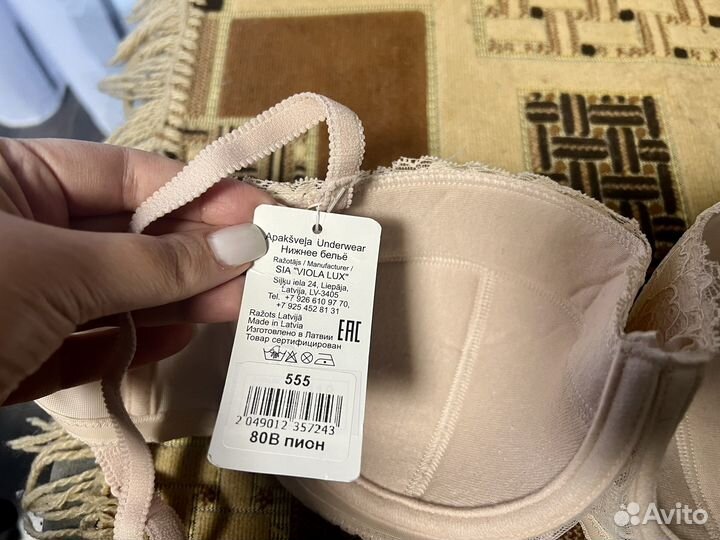 Apakšveļa Underwear
Нижнее бельё
Ražotājs / Manufacturer /
SIA "VIOLA LUX"
Siļķu iela 24, Liepāja,
Latvija, LV-3405
Tel. +7 926 610 97 70,
+7 925 452 81 31
Ražots Latvijā
Made in Latvia
Изготовлено в Латвии
Товар сертифицирован
EAC
555
2 049012 357243
80B пион
Avito